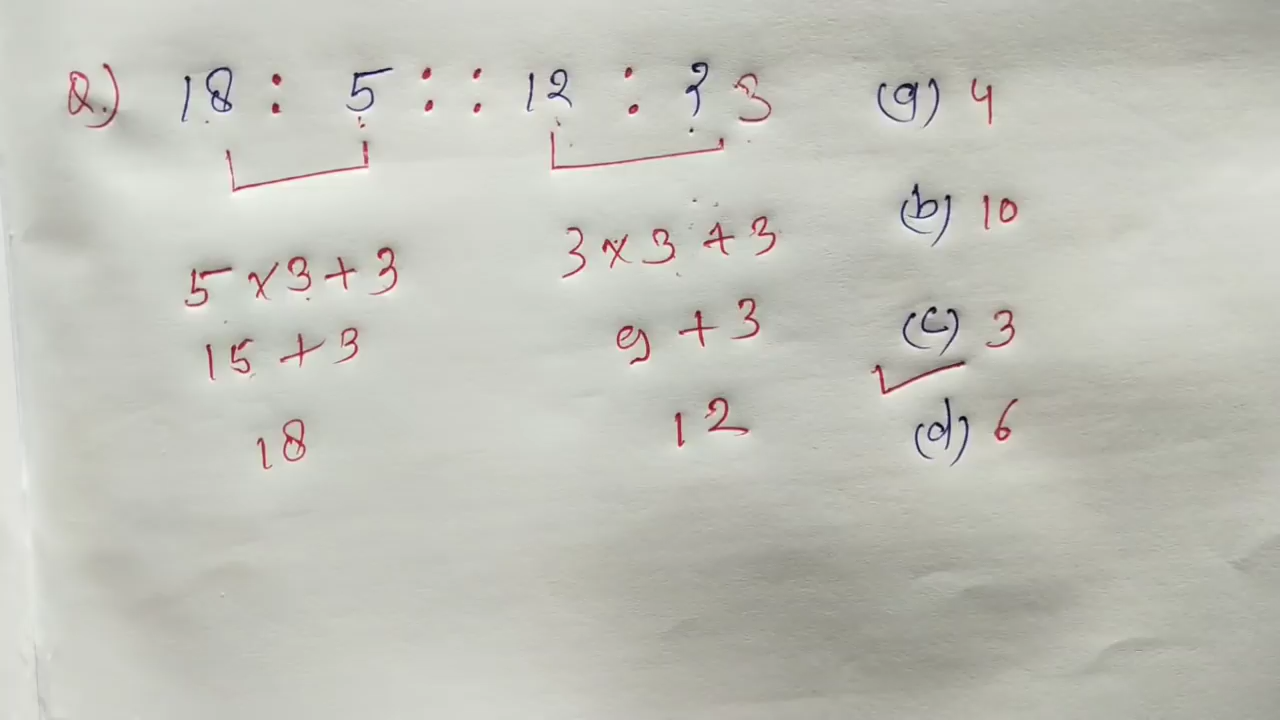 Q.) 18 : 5 :: 12 : ? 3
(a) 4
(b) 10
(c) 3
(d) 6
5 x 3 + 3
15 + 3
18
3 x 3 + 3
9 + 3
12